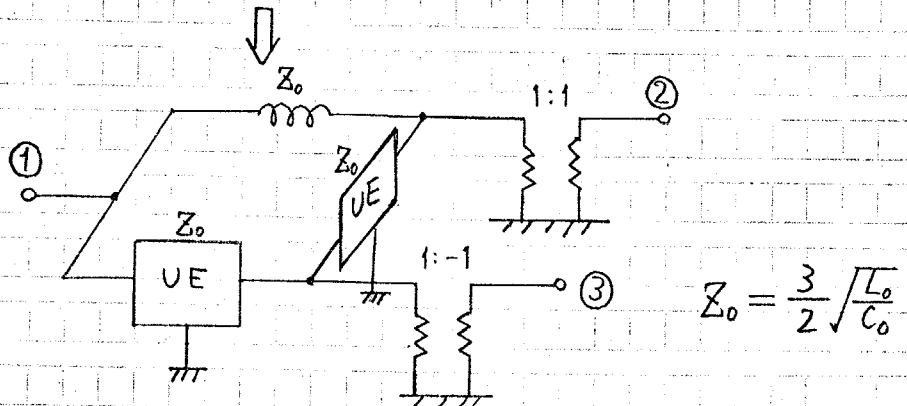 Z₀
1:1
②
①
Z₀
UE
Z₀
UE
1:-1
③
Z₀ = 3/2 √(L₀/C₀)